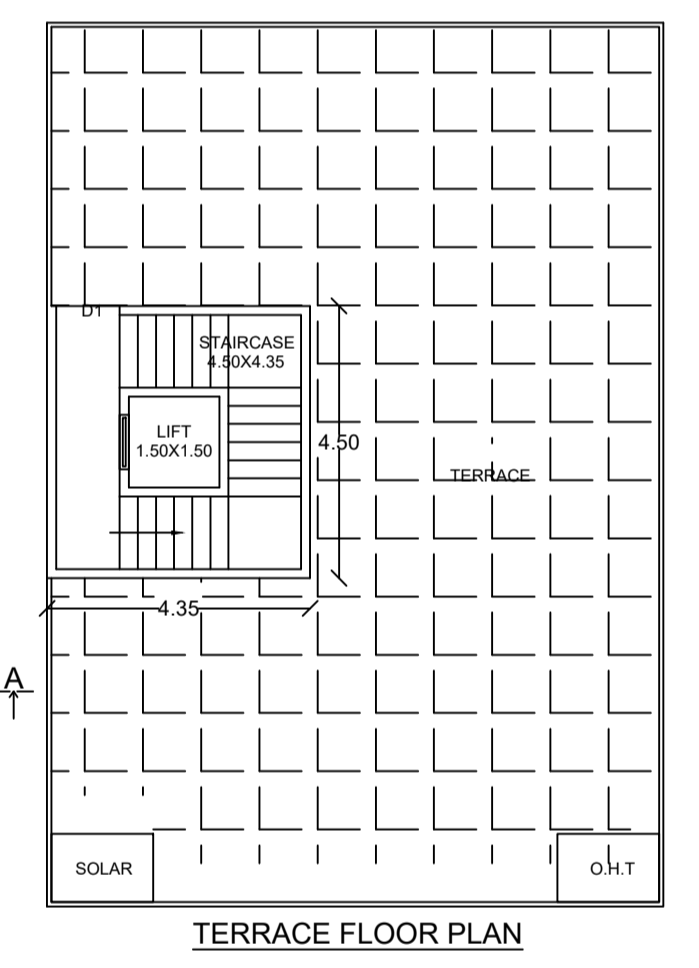 D1
STAIRCASE
4.50X4.35
LIFT
1.50X1.50
4.50
TERRACE
4.35
A
SOLAR
O.H.T
TERRACE FLOOR PLAN